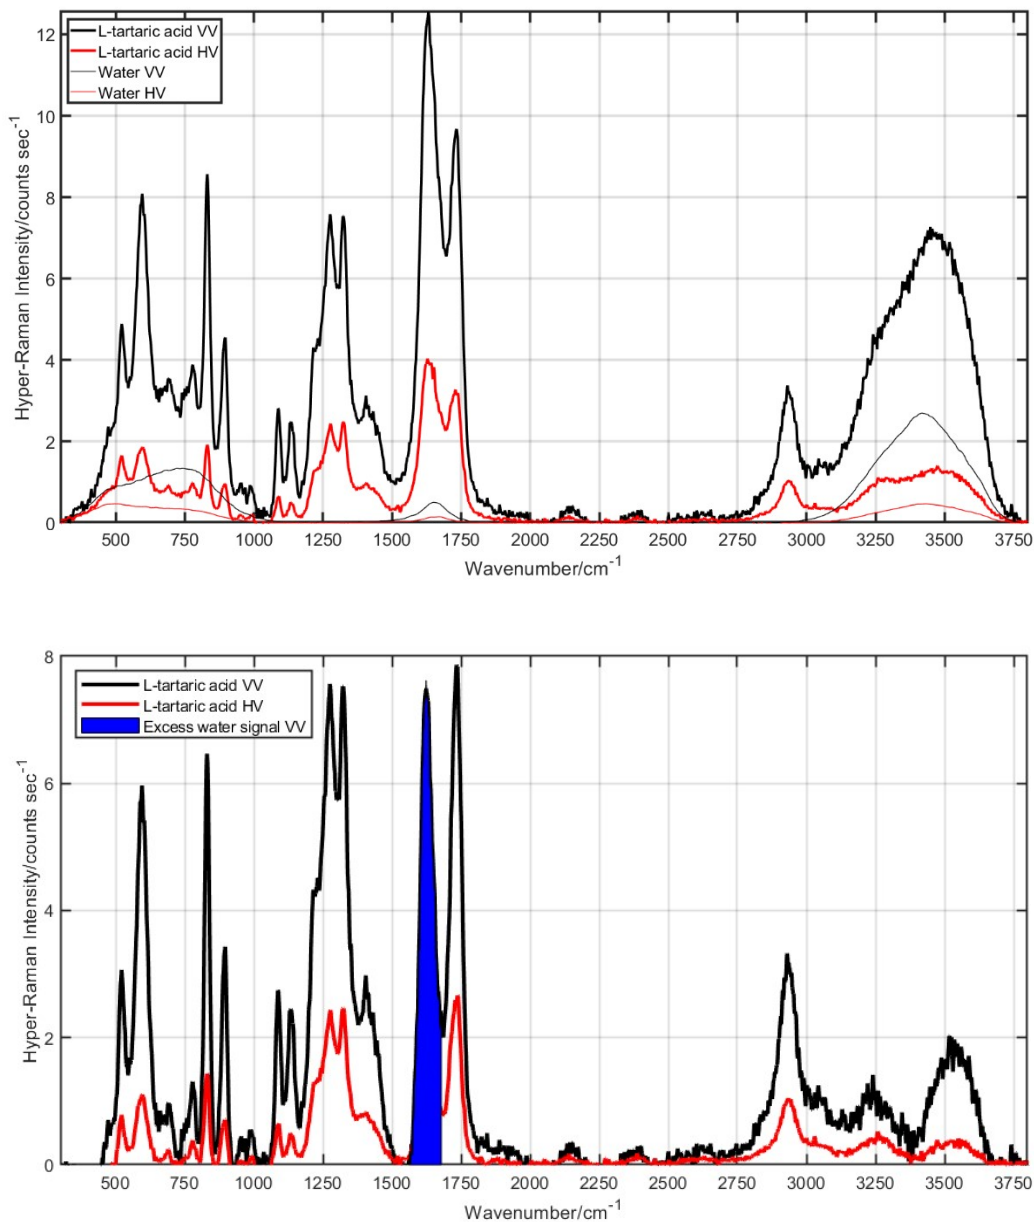 L-tartaric acid VV
L-tartaric acid HV
Water VV
Water HV
12
10
8
6
4
2
0
Hyper-Raman Intensity/counts sec⁻¹
500 750 1000 1250 1500 1750 2000 2250 2500 2750 3000 3250 3500 3750
Wavenumber/cm⁻¹
L-tartaric acid VV
L-tartaric acid HV
Excess water signal VV
8
6
4
2
0
Hyper-Raman Intensity/counts sec⁻¹
500 750 1000 1250 1500 1750 2000 2250 2500 2750 3000 3250 3500 3750
Wavenumber/cm⁻¹